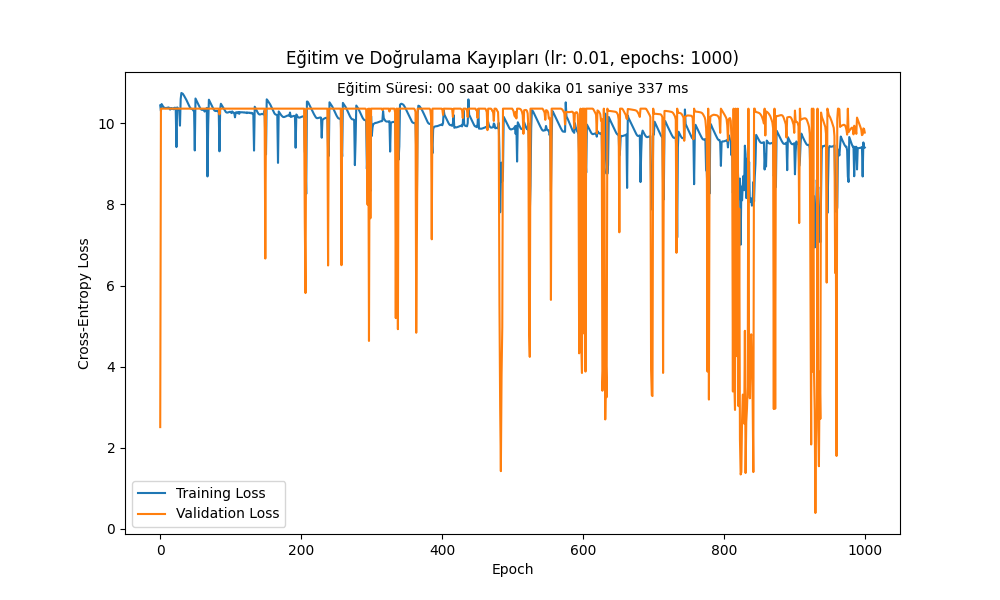 Eğitim ve Doğrulama Kayıpları (lr: 0.01, epochs: 1000)
Eğitim Süresi: 00 saat 00 dakika 01 saniye 337 ms
Cross-Entropy Loss
10
8
6
4
2
0
Training Loss
Validation Loss
0 200 400 600 800 1000
Epoch